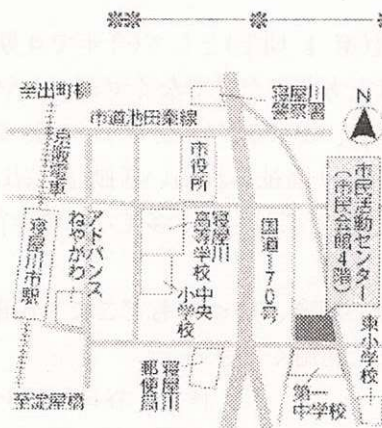 至出町柳
京阪電車
寝屋川市駅
至淀屋橋
市道池田秦線
アドバンス
ねやがわ
市役所
寝屋川
高等学校
中央
小学校
寝屋川
郵便局
寝屋川
警察署
国道170号
N
市民活動センター
(市民会館4階)
東小学校
第一
中学校